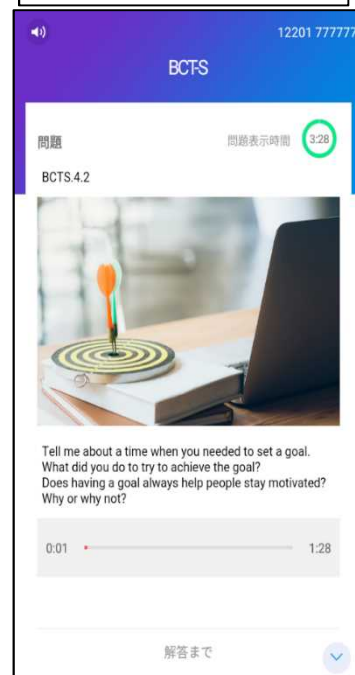 12201 777777
BCT-S
問題
問題表示時間
3:28
BCTS.4.2
Tell me about a time when you needed to set a goal.
What did you do to try to achieve the goal?
Does having a goal always help people stay motivated?
Why or why not?
0:01
1:28
解答まで